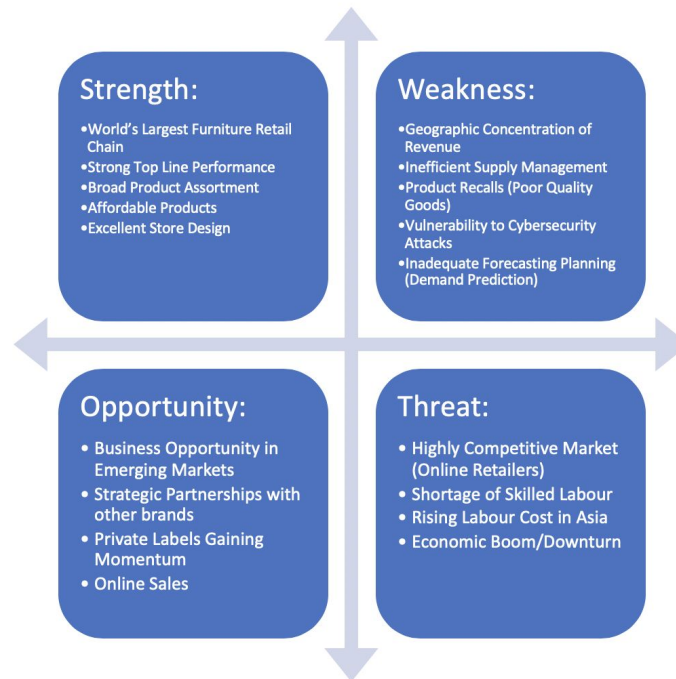 Strength:
•World's Largest Furniture Retail
Chain
•Strong Top Line Performance
•Broad Product Assortment
•Affordable Products
•Excellent Store Design
Weakness:
•Geographic Concentration of
Revenue
•Inefficient Supply Management
•Product Recalls (Poor Quality
Goods)
•Vulnerability to Cybersecurity
Attacks
•Inadequate Forecasting Planning
(Demand Prediction)
Opportunity:
• Business Opportunity in
Emerging Markets
• Strategic Partnerships with
other brands
• Private Labels Gaining
Momentum
• Online Sales
Threat:
• Highly Competitive Market
(Online Retailers)
• Shortage of Skilled Labour
• Rising Labour Cost in Asia
• Economic Boom/Downturn